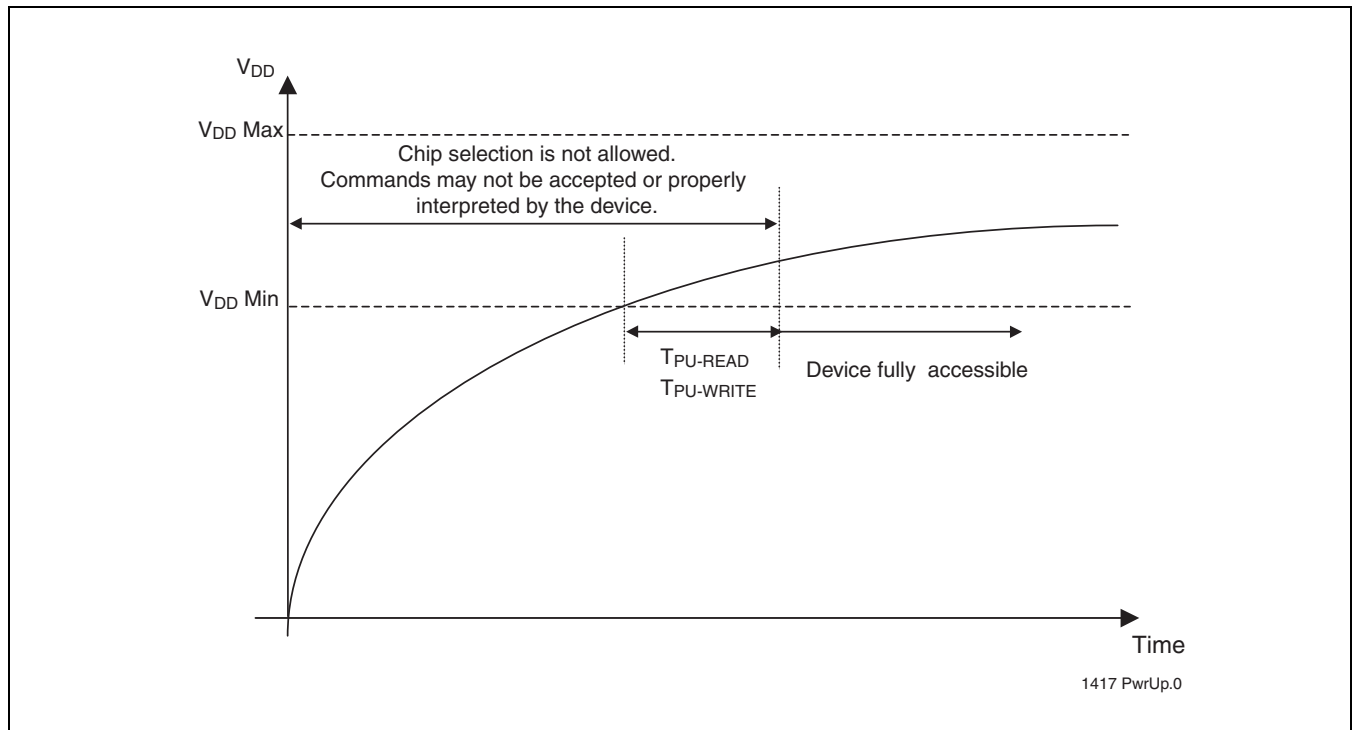 VDD
VDD Max
Chip selection is not allowed.
Commands may not be accepted or properly
interpreted by the device.
VDD Min
TPU-READ
TPU-WRITE
Device fully accessible
Time
1417 PwrUp.0